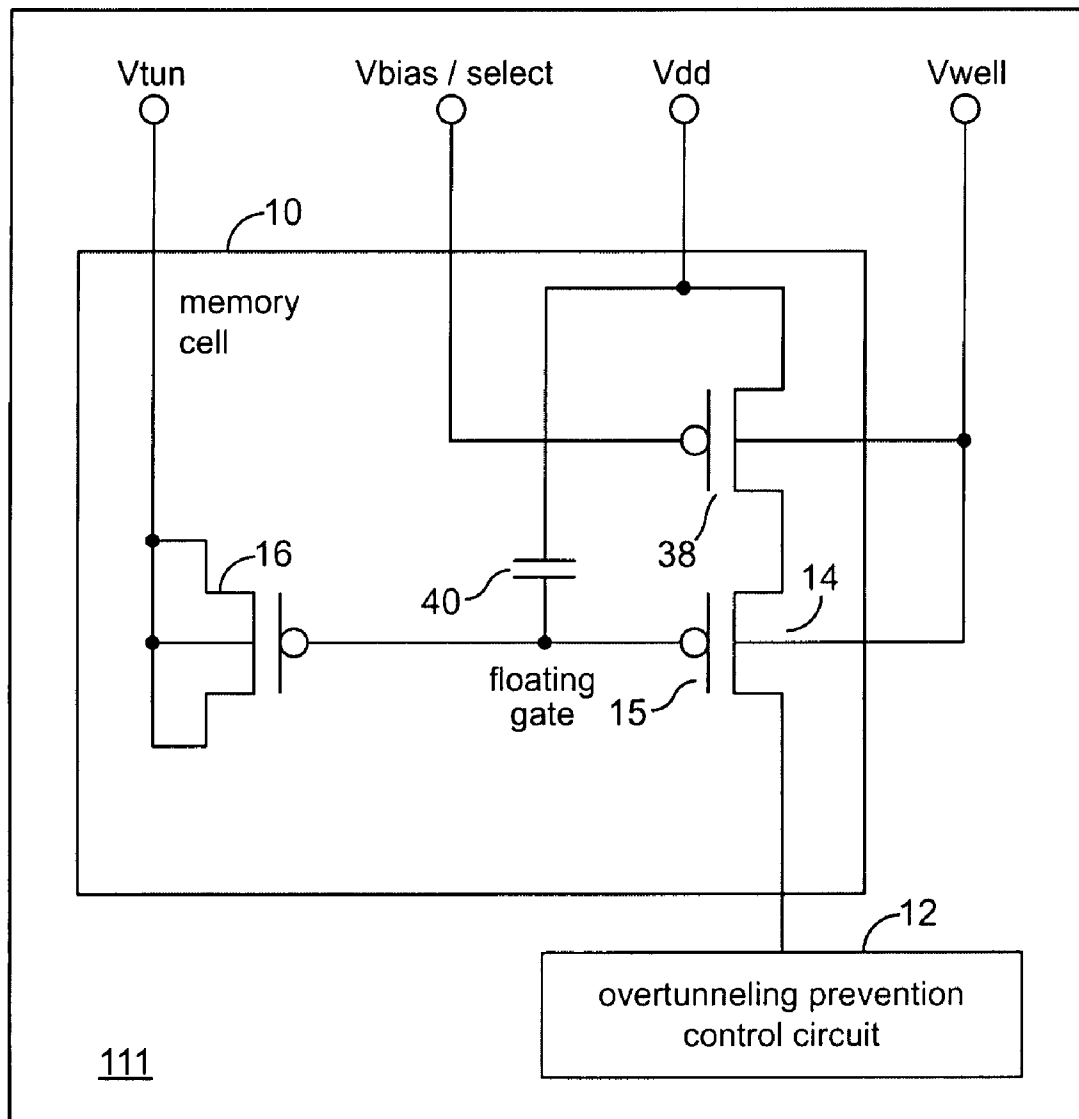 Vtun
Vbias / select
Vdd
Vwell
10
memory
cell
38
16
40
14
floating
gate
15
12
overtunneling prevention
control circuit
111